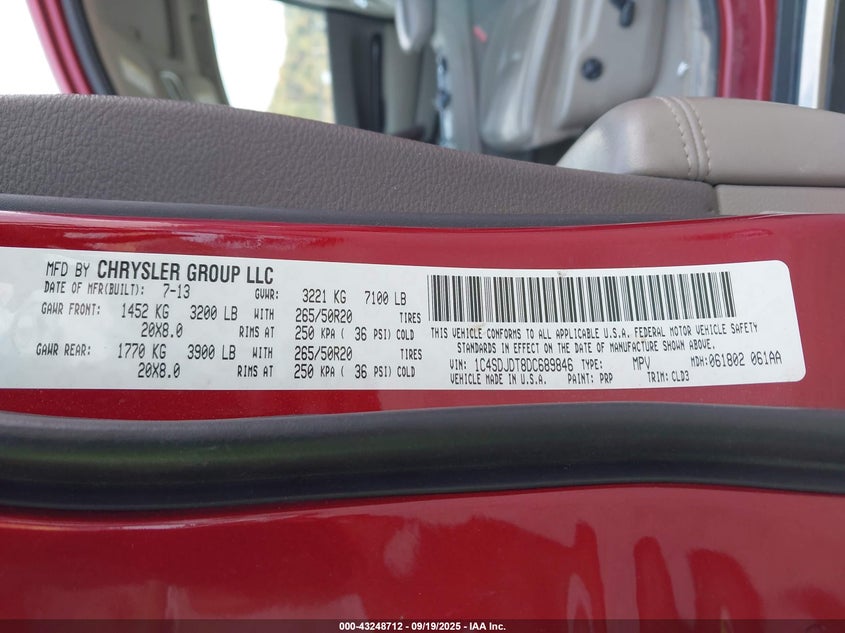 MFD BY CHRYSLER GROUP LLC
DATE OF MFR(BUILT): 7-13 GVWR: 3221 KG 7100 LB
GAWR FRONT: 1452 KG 3200 LB WITH 265/50R20 TIRES
20X8.0 RIMS AT 250 KPA ( 36 PSI) COLD
GAWR REAR: 1770 KG 3900 LB WITH 265/50R20 TIRES
20X8.0 RIMS AT 250 KPA ( 36 PSI) COLD
THIS VEHICLE CONFORMS TO ALL APPLICABLE U.S.A. FEDERAL MOTOR VEHICLE SAFETY
STANDARDS IN EFFECT ON THE DATE OF MANUFACTURE SHOWN ABOVE.
VIN: 1C4SDJDT8DC689846 TYPE: MPV MDH:061802 061AA
VEHICLE MADE IN U.S.A. PAINT: PRP TRIM: CLD3
000-43248712 - 09/19/2025 - IAA Inc.